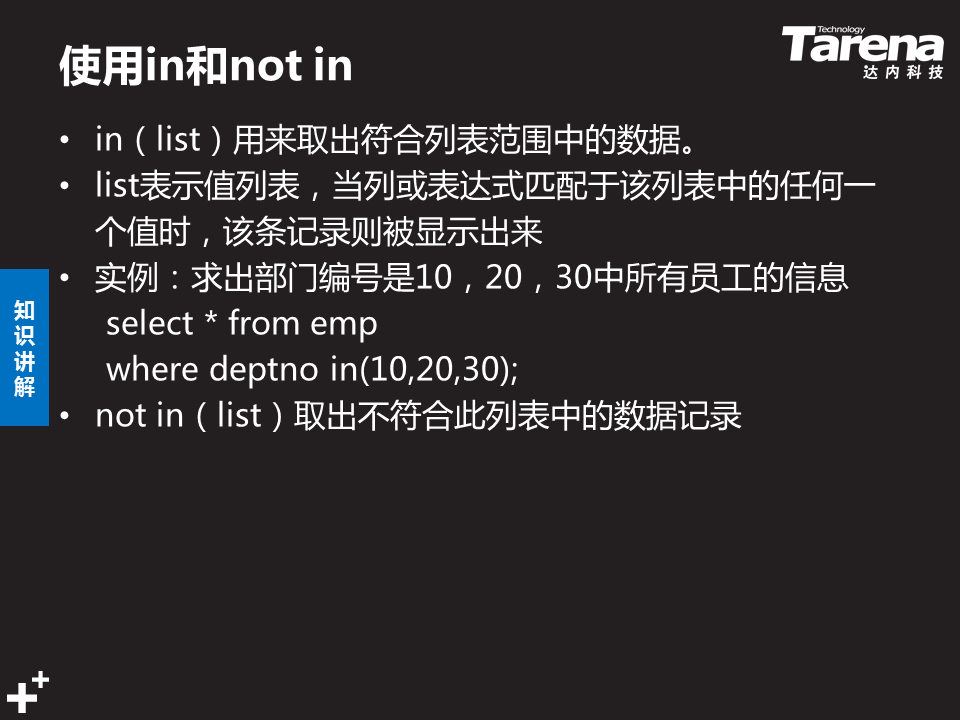 使用in和not in
Technology
Tarena
达内科技
• in（list）用来取出符合列表范围中的数据。
• list表示值列表，当列或表达式匹配于该列表中的任何一
个值时，该条记录则被显示出来
• 实例：求出部门编号是10，20，30中所有员工的信息
select * from emp
where deptno in(10,20,30);
• not in（list）取出不符合此列表中的数据记录
知
识
讲
解